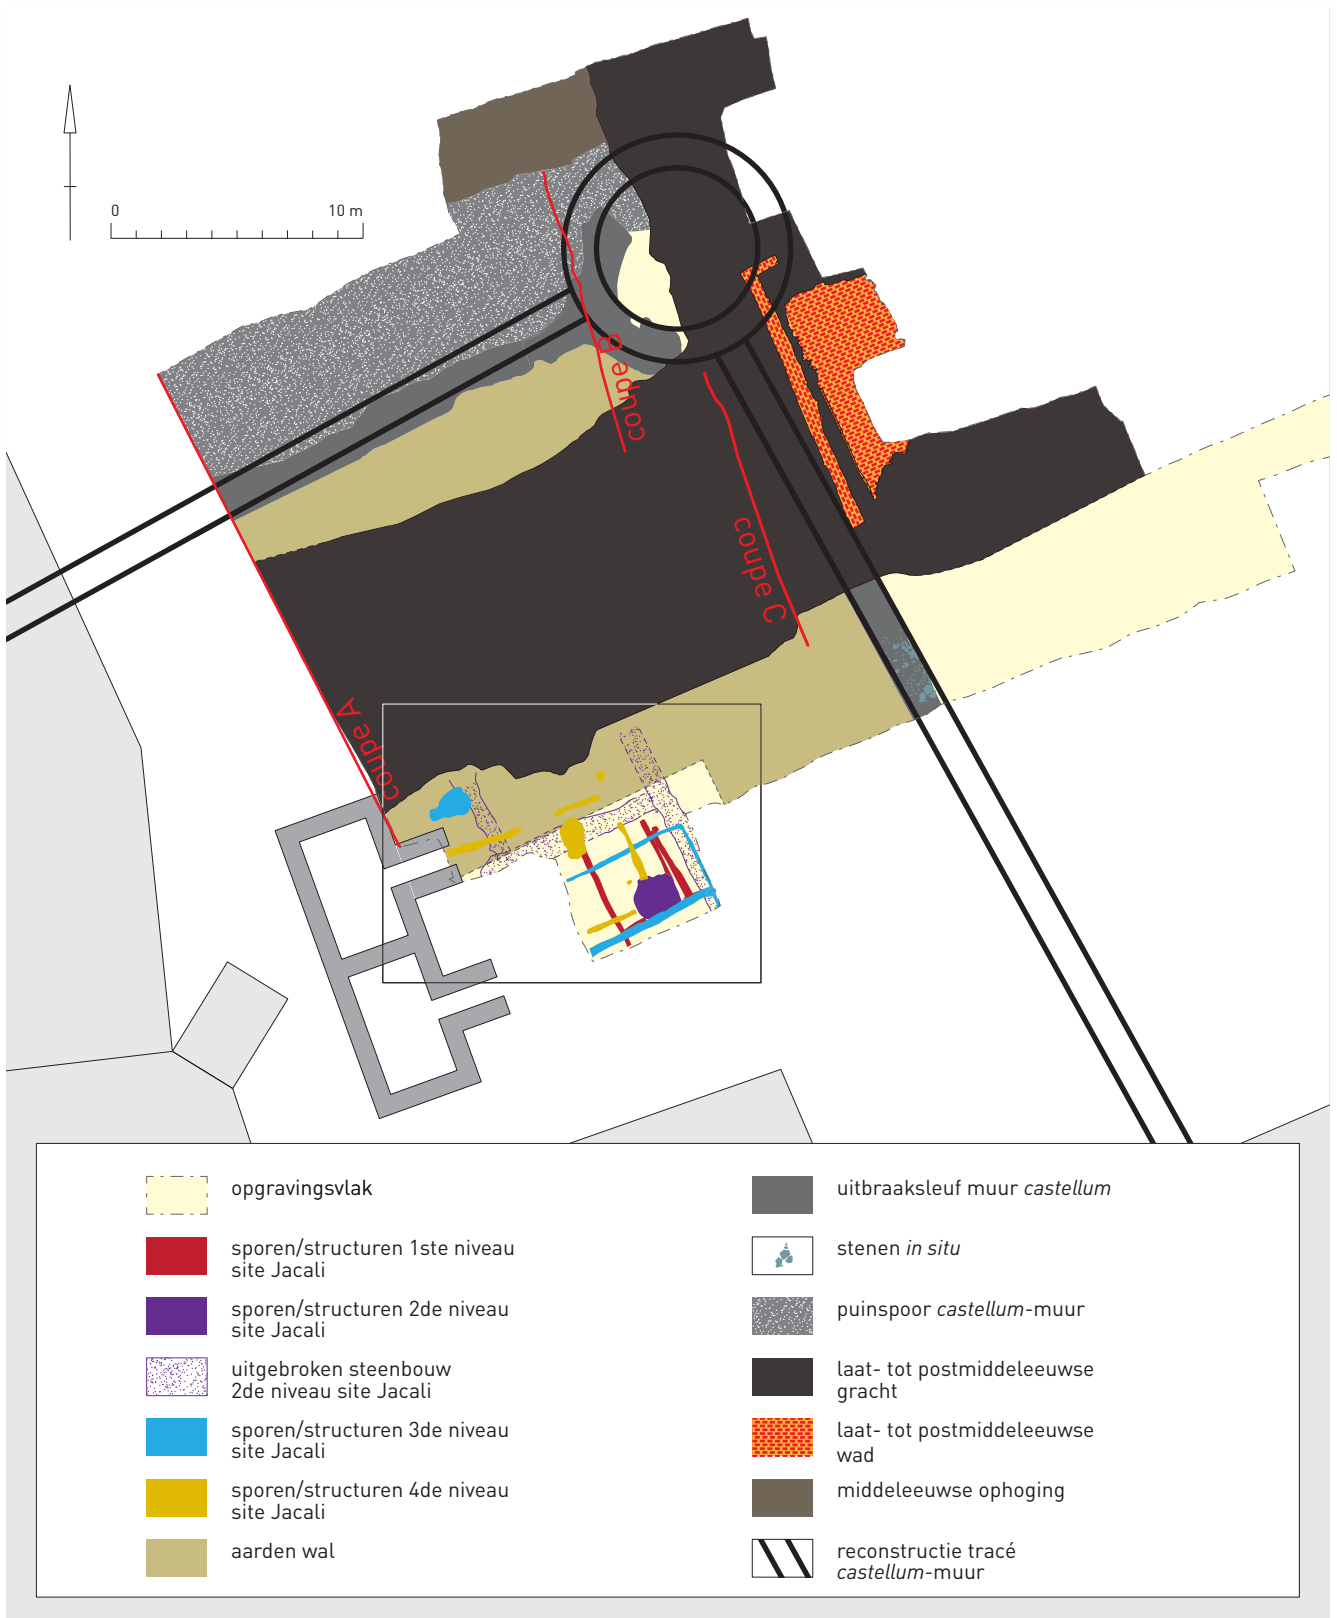 0 10 m
coupe B
coupe C
coupe A
opgravingsvlak
sporen/structuren 1ste niveau
site Jacali
sporen/structuren 2de niveau
site Jacali
uitgebroken steenbouw
2de niveau site Jacali
sporen/structuren 3de niveau
site Jacali
sporen/structuren 4de niveau
site Jacali
aarden wal
uitbraaksleuf muur castellum
stenen in situ
puinspoor castellum-muur
laat- tot postmiddeleeuwse
gracht
laat- tot postmiddeleeuwse
wad
middeleeuwse ophoging
reconstructie tracé
castellum-muur